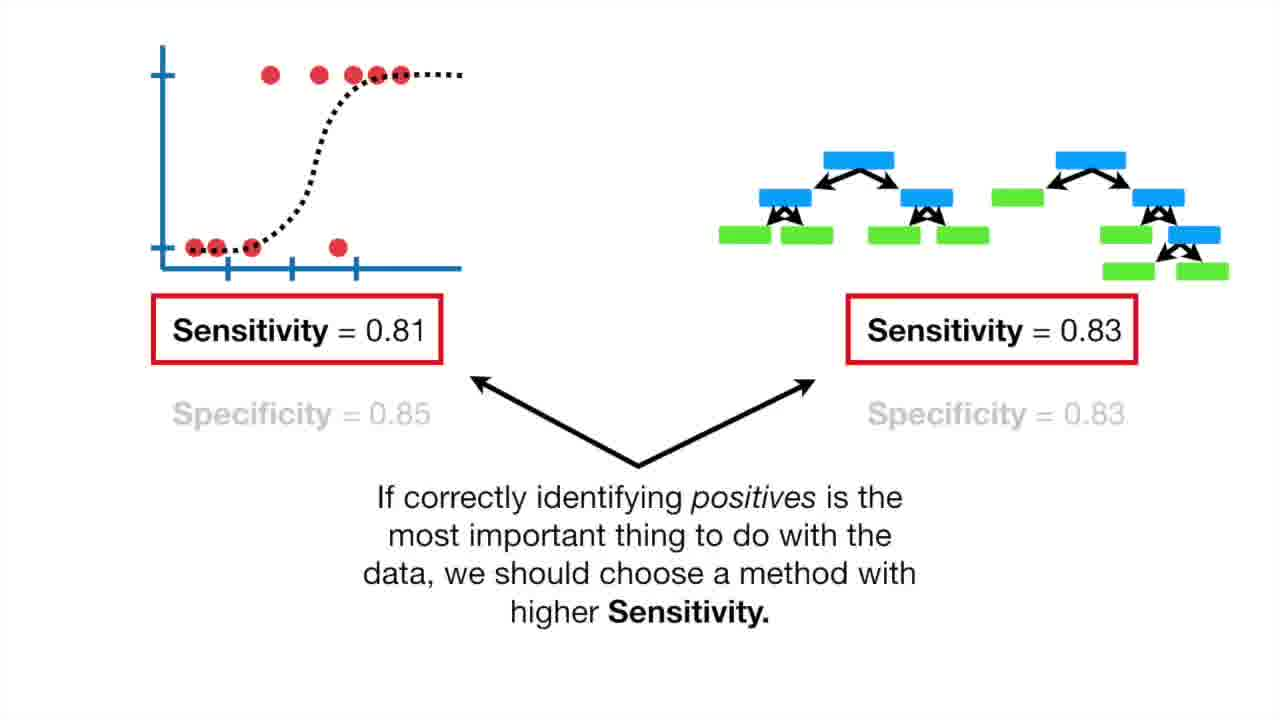 Sensitivity = 0.81
Sensitivity = 0.83
Specificity = 0.85
Specificity = 0.83
If correctly identifying positives is the
most important thing to do with the
data, we should choose a method with
higher Sensitivity.